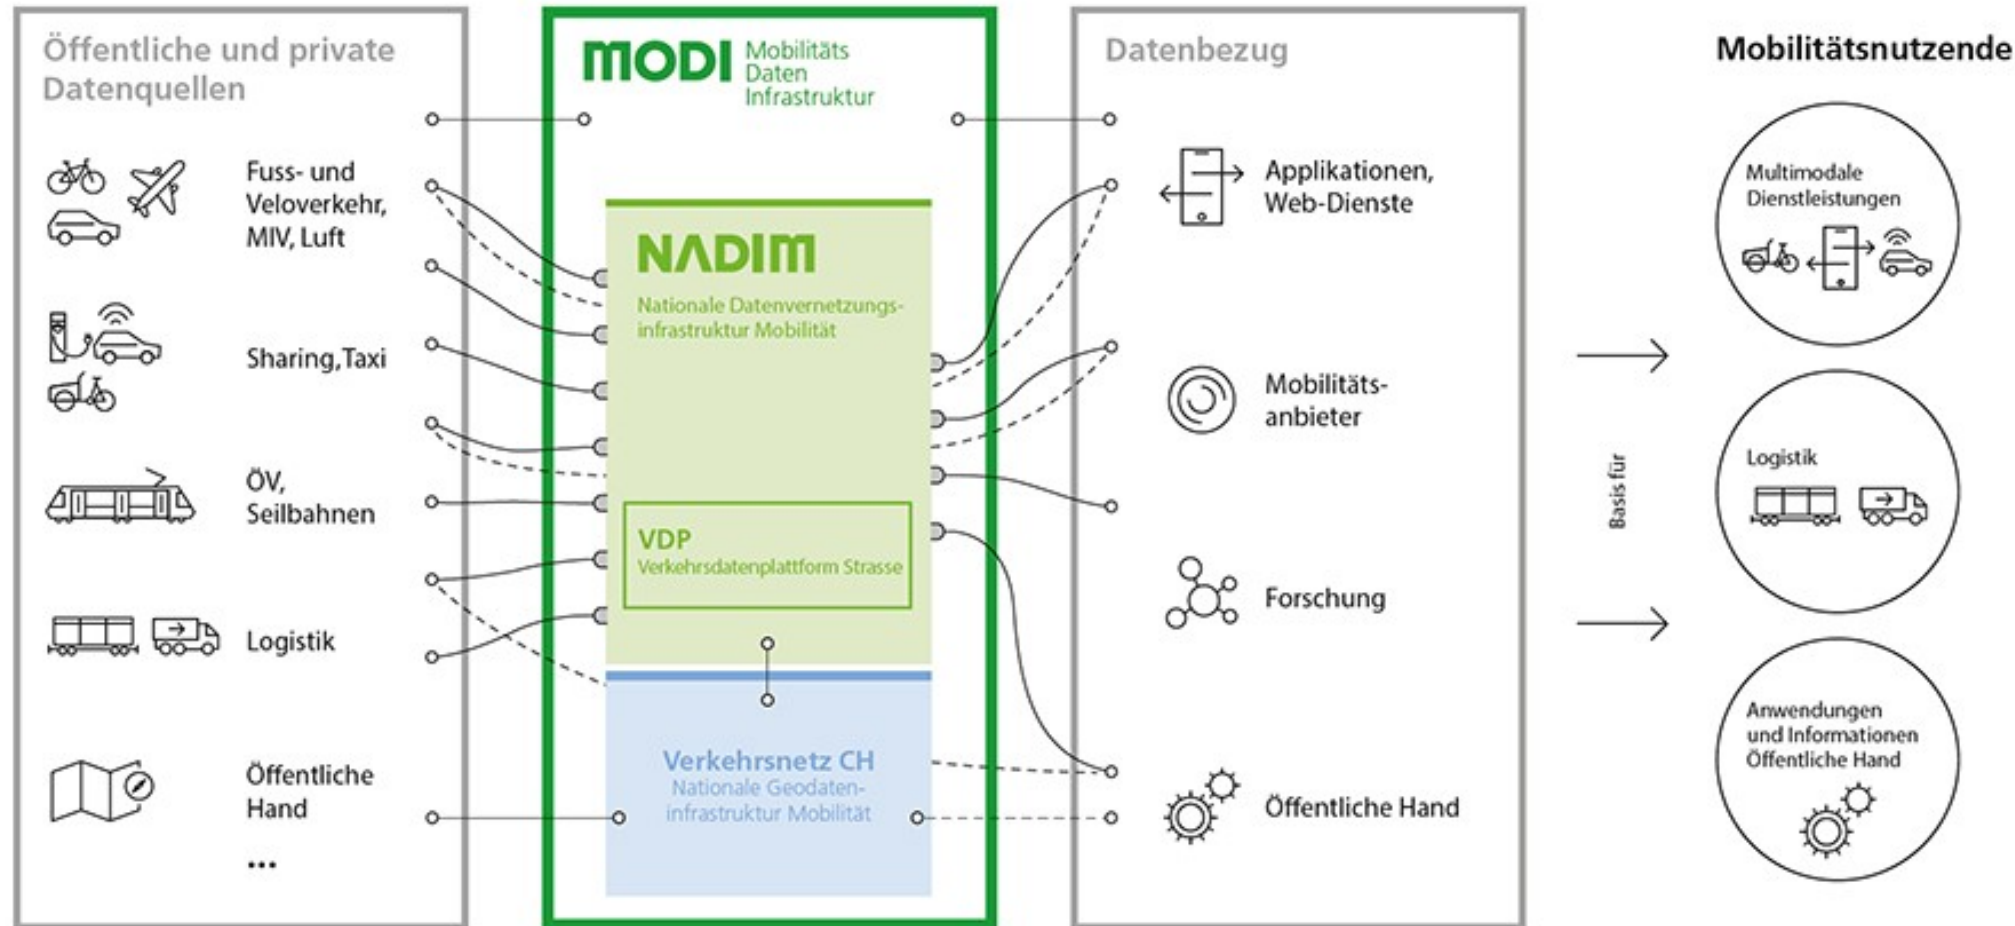 Öffentliche und private
Datenquellen
Fuss- und
Veloverkehr,
MIV, Luft
Sharing, Taxi
ÖV,
Seilbahnen
Logistik
Öffentliche
Hand
...
MODI
Mobilitäts
Daten
Infrastruktur
NADIM
Nationale Datenvernetzungs-
infrastruktur Mobilität
VDP
Verkehrsdatenplattform Strasse
Verkehrsnetz CH
Nationale Geodaten-
infrastruktur Mobilität
Datenbezug
Applikationen,
Web-Dienste
Mobilitäts-
anbieter
Forschung
Öffentliche Hand
Basis für
Mobilitätsnutzende
Multimodale
Dienstleistungen
Logistik
Anwendungen
und Informationen
Öffentliche Hand